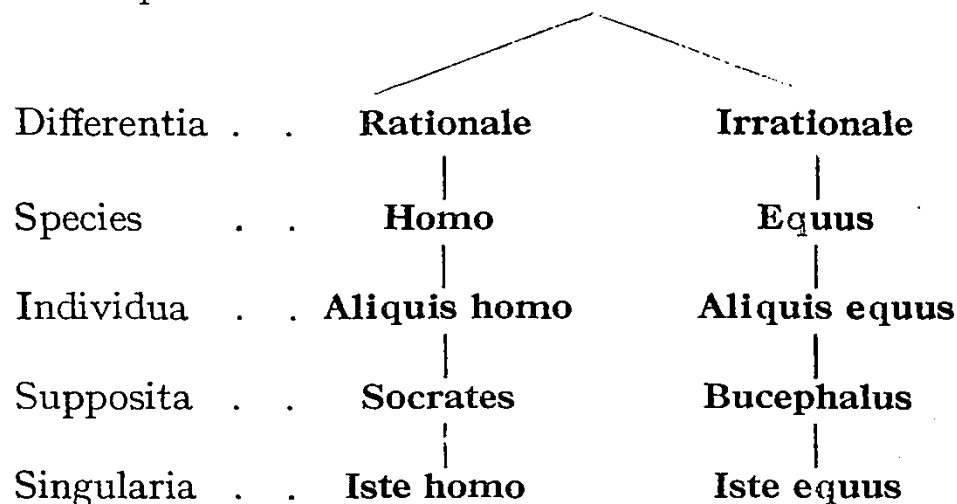 Differentia . . Rationale Irrationale
Species . . Homo Equus
Individua . . Aliquis homo Aliquis equus
Supposita . . Socrates Bucephalus
Singularia . . Iste homo Iste equus